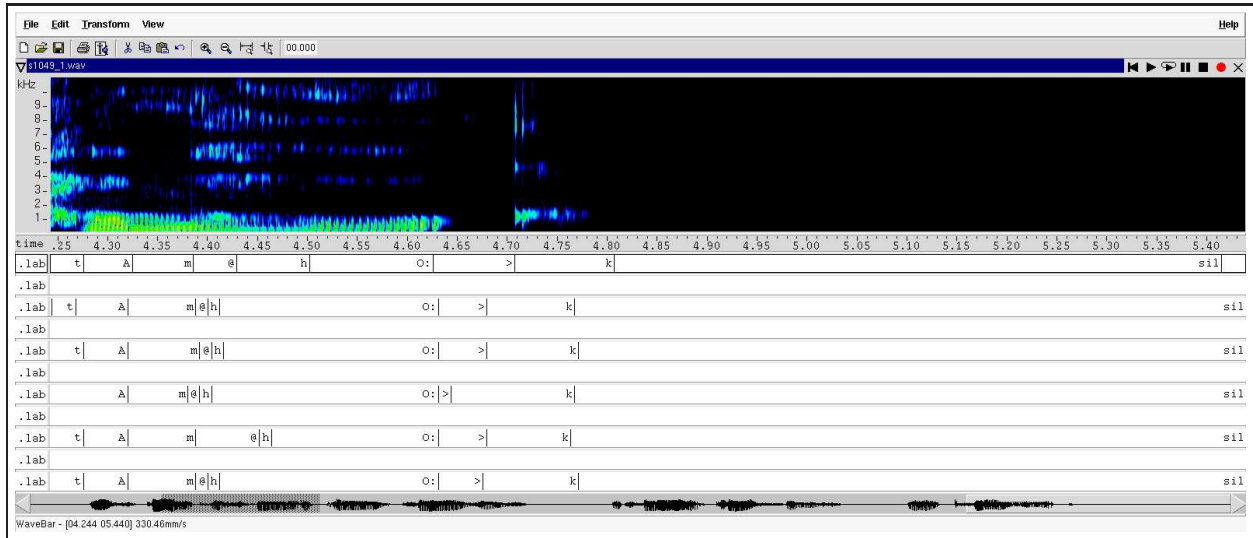 File Edit Transform View Help
00.000
s1049_1.wav
kHz
9
8
7
6
5
4
3
2
1
time .25 4.30 4.35 4.40 4.45 4.50 4.55 4.60 4.65 4.70 4.75 4.80 4.85 4.90 4.95 5.00 5.05 5.10 5.15 5.20 5.25 5.30 5.35 5.40
.lab t A m @ h O: > k sil
.lab
.lab t A m @ h O: > k sil
.lab
.lab t A m @ h O: > k sil
.lab
.lab A m @ h O: > k sil
.lab
.lab t A m @ h O: > k sil
.lab
.lab t A m @ h O: > k sil
WaveBar - [04.244 05.440] 330.46mm/s